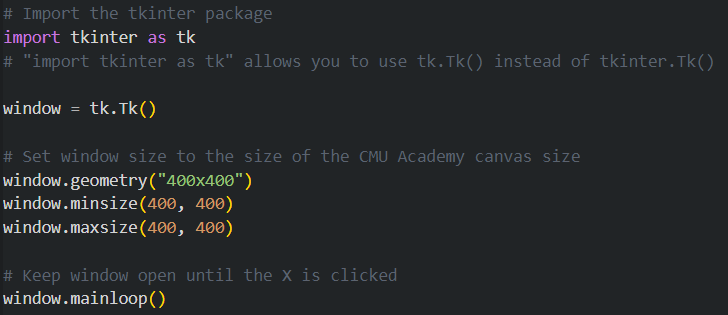 # Import the tkinter package
import tkinter as tk
# "import tkinter as tk" allows you to use tk.Tk() instead of tkinter.Tk()
window = tk.Tk()
# Set window size to the size of the CMU Academy canvas size
window.geometry("400x400")
window.minsize(400, 400)
window.maxsize(400, 400)
# Keep window open until the X is clicked
window.mainloop()